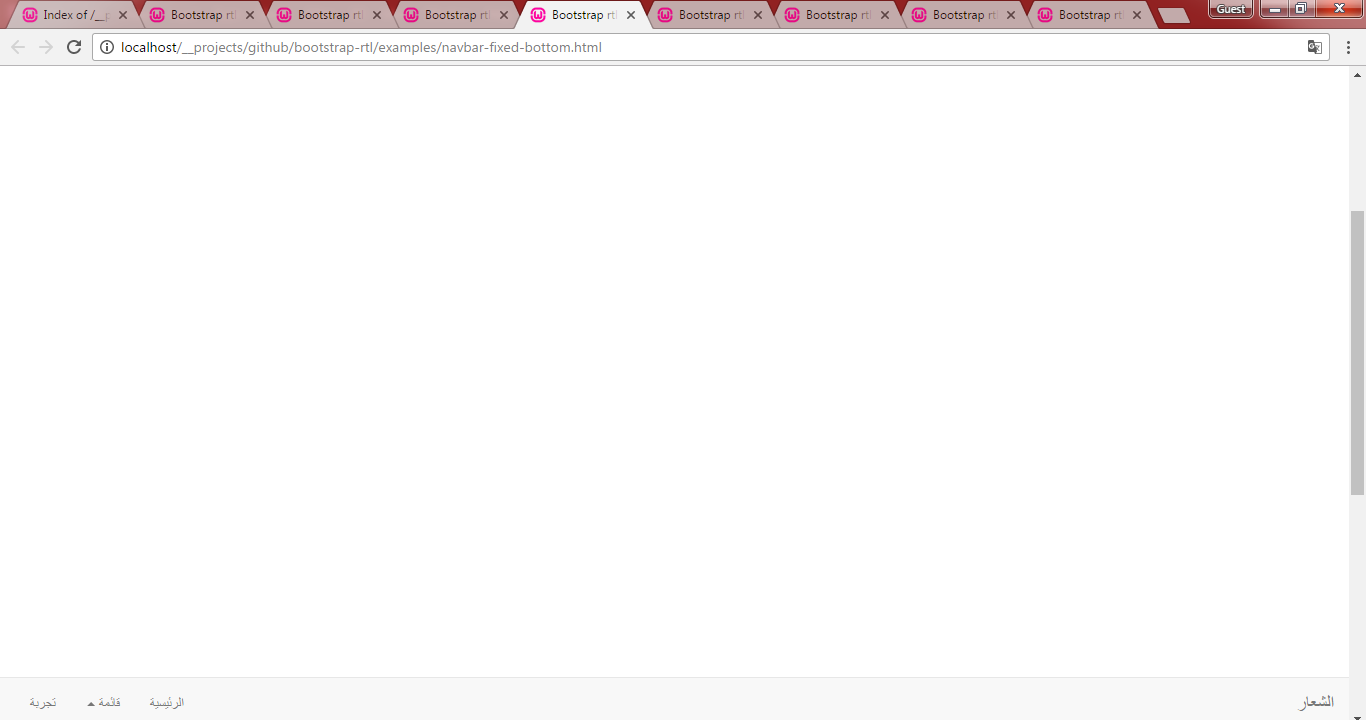 Index of /__p
Bootstrap rtl
Bootstrap rtl
Bootstrap rtl
Bootstrap rtl
Bootstrap rtl
Bootstrap rtl
Bootstrap rtl
Bootstrap rtl
Guest
localhost/__projects/github/bootstrap-rtl/examples/navbar-fixed-bottom.html
الشعار
الرئيسية
قائمة
تجربة